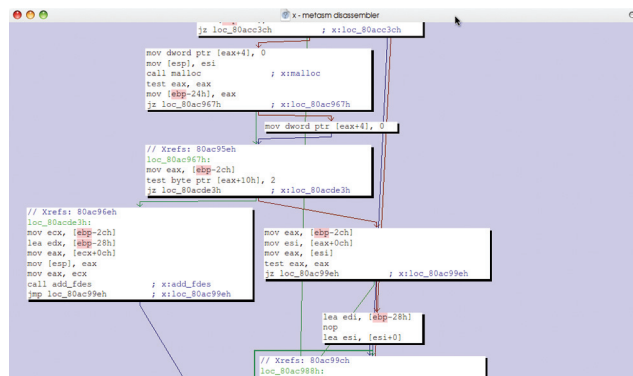 x - metasm disassembler
jz loc_80acc3ch ; x:loc_80acc3ch
mov dword ptr [eax+4], 0
mov [esp], esi
call malloc ; x:malloc
test eax, eax
mov [ebp-24h], eax
jz loc_80ac967h ; x:loc_80ac967h
mov dword ptr [eax+4], 0
// Xrefs: 80ac95eh
loc_80ac967h:
mov eax, [ebp-2ch]
test byte ptr [eax+10h], 2
jz loc_80acde3h ; x:loc_80acde3h
// Xrefs: 80ac96eh
loc_80acde3h:
mov ecx, [ebp-2ch]
lea edx, [ebp-28h]
mov eax, [ecx+0ch]
mov [esp], eax
mov eax, ecx
call add_fdes ; x:add_fdes
jmp loc_80ac99eh ; x:loc_80ac99eh
mov eax, [ebp-2ch]
mov esi, [eax+0ch]
mov eax, [esi]
test eax, eax
jz loc_80ac99eh ; x:loc_80ac99eh
lea edi, [ebp-28h]
nop
lea esi, [esi+0]
// Xrefs: 80ac99ch
loc_80ac988h: